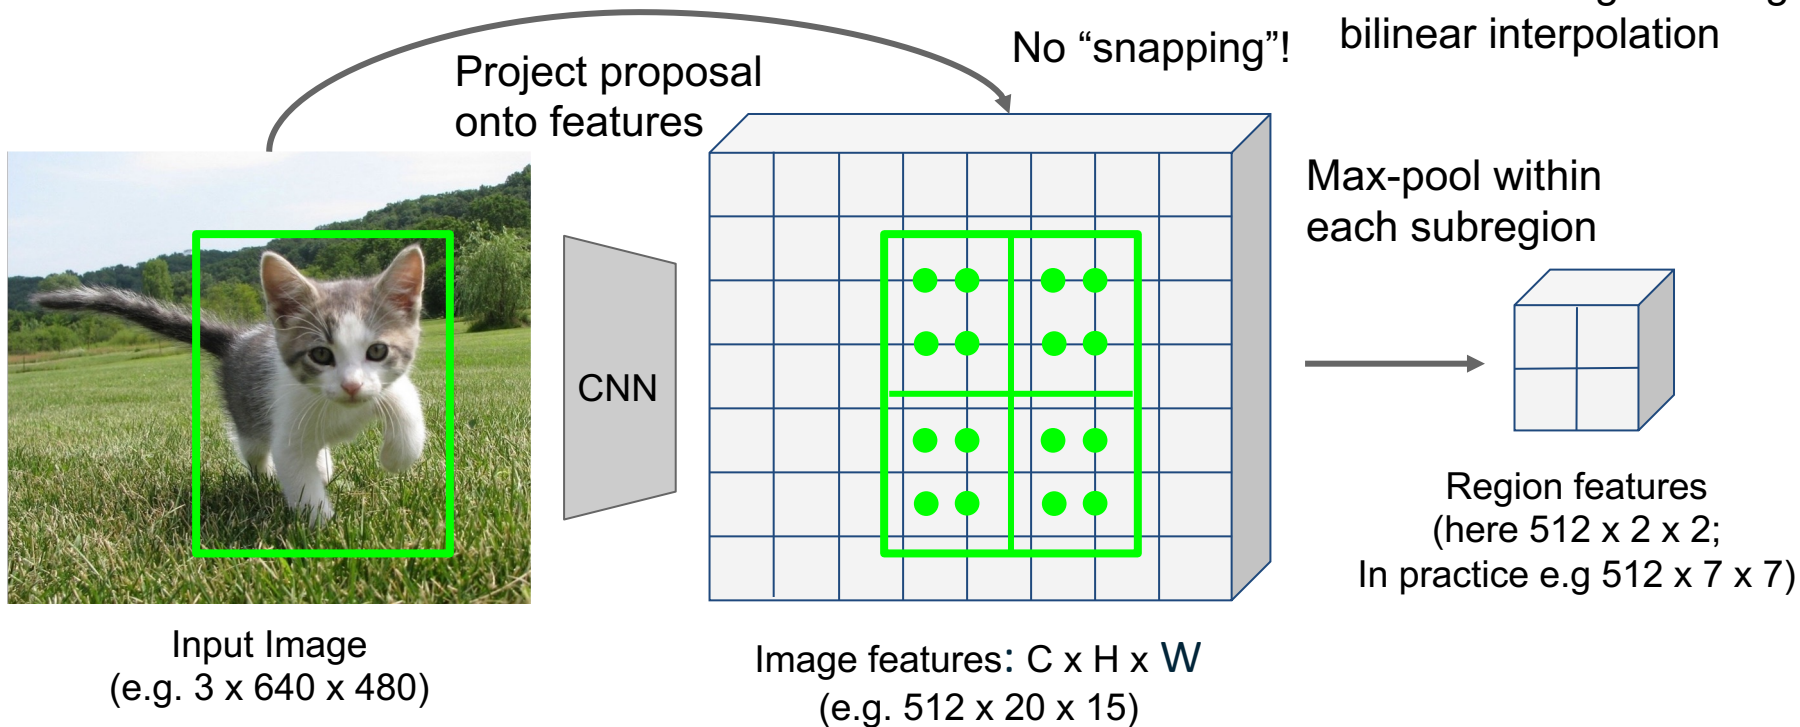 No “snapping”!
bilinear interpolation
Project proposal
onto features
Max-pool within
each subregion
CNN
Region features
(here 512 x 2 x 2;
In practice e.g 512 x 7 x 7)
Input Image
(e.g. 3 x 640 x 480)
Image features: C x H x W
(e.g. 512 x 20 x 15)